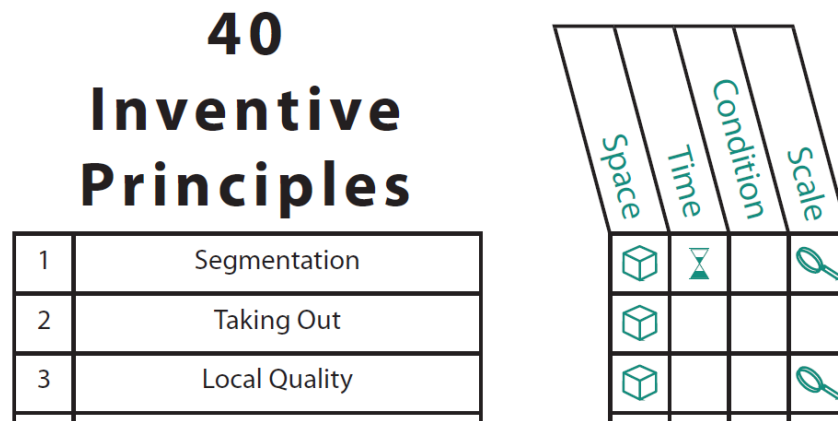 40
Inventive
Principles
Space
Time
Condition
Scale
1 Segmentation
2 Taking Out
3 Local Quality